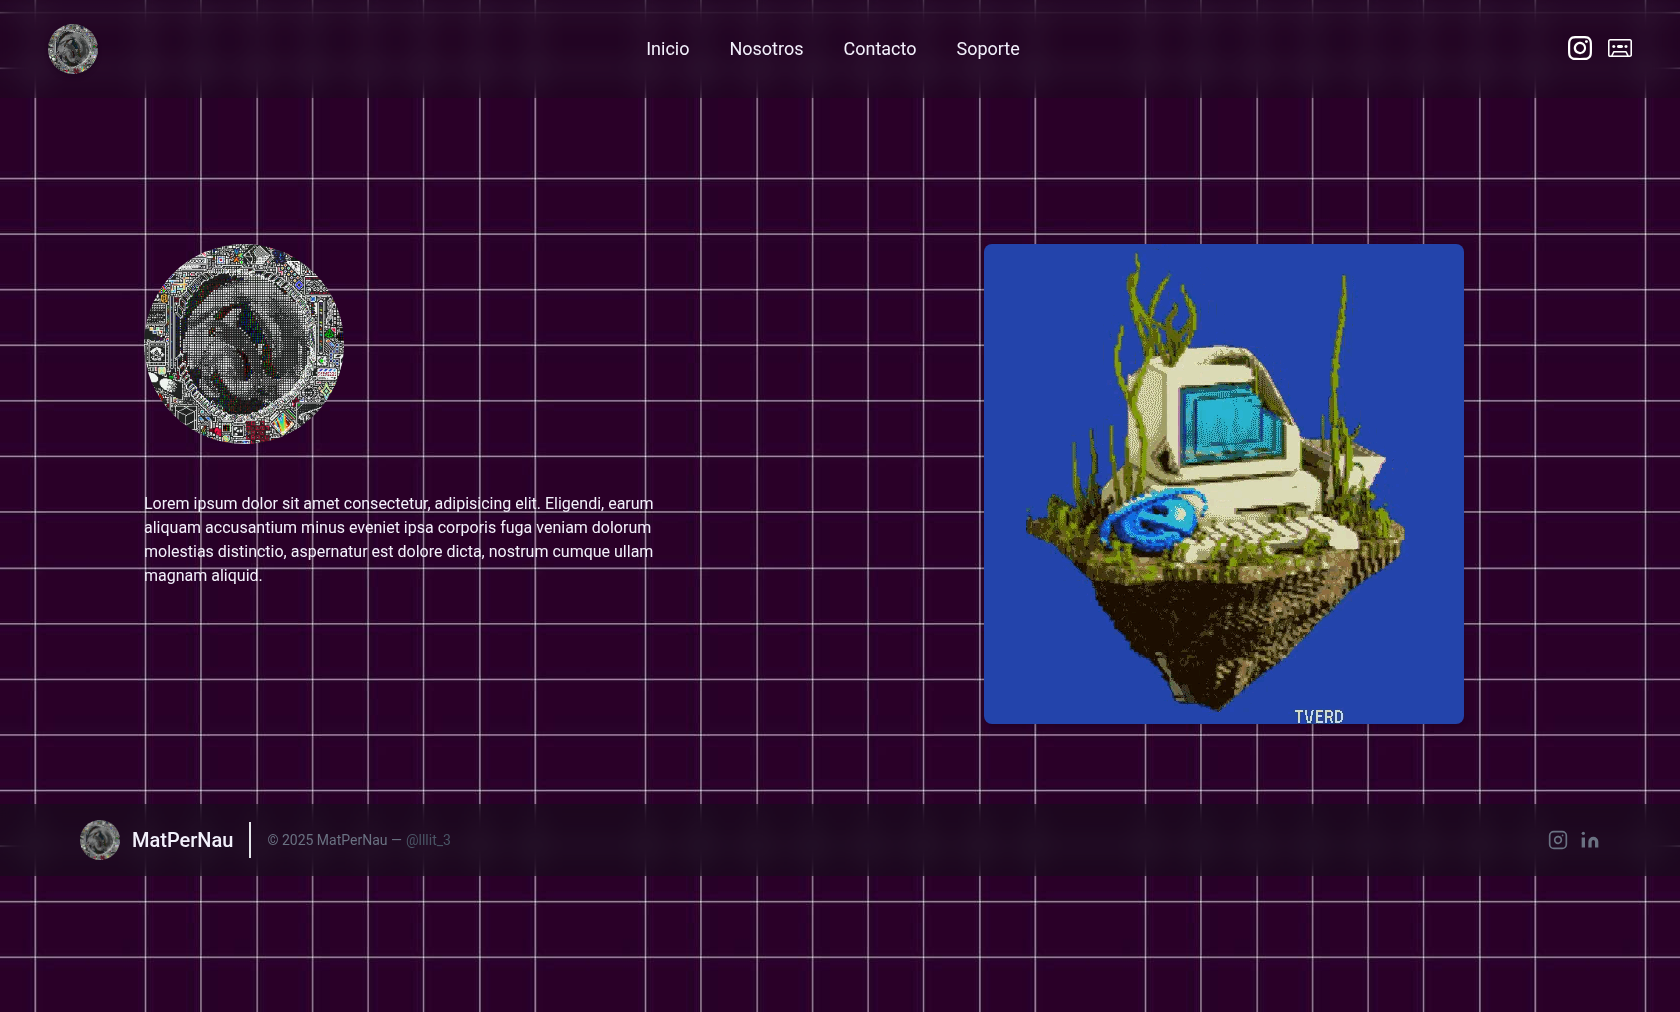 Inicio Nosotros Contacto Soporte
Lorem ipsum dolor sit amet consectetur, adipisicing elit. Eligendi, earum
aliquam accusantium minus eveniet ipsa corporis fuga veniam dolorum
molestias distinctio, aspernatur est dolore dicta, nostrum cumque ullam
magnam aliquid.
TVERD
MatPerNau
© 2025 MatPerNau — @lllit_3